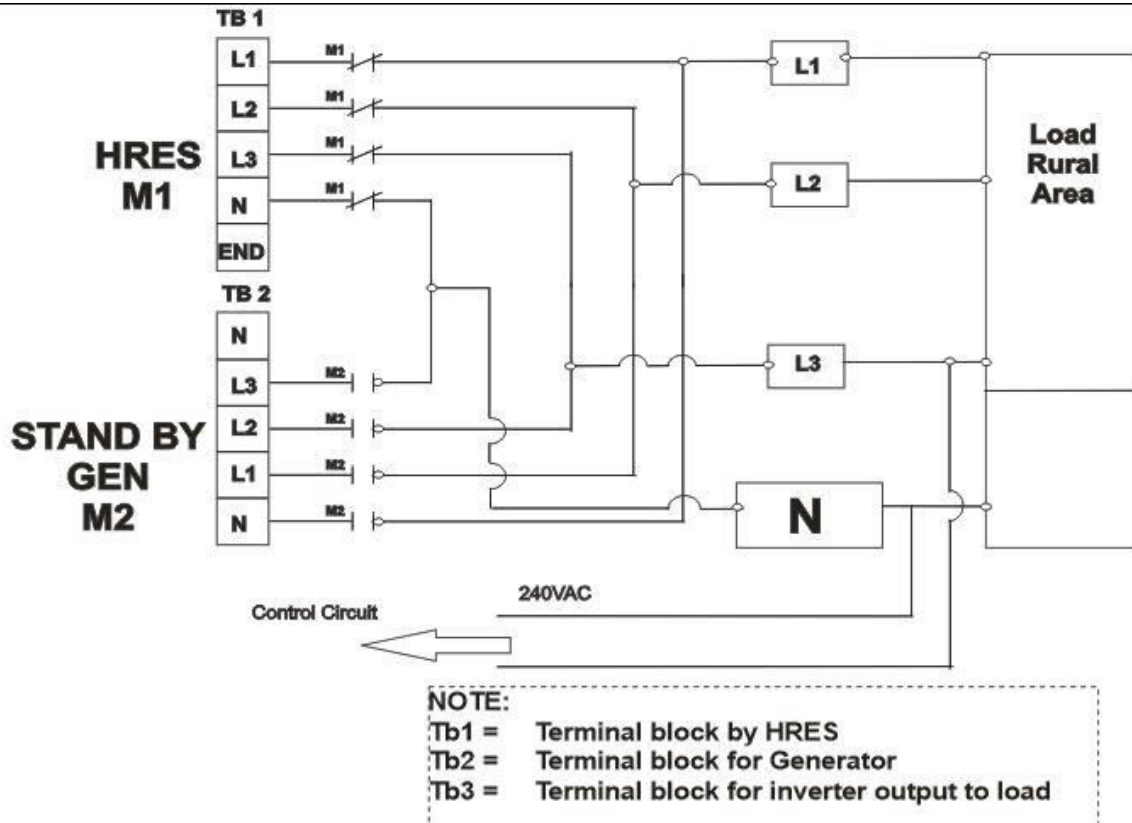 TB 1
L1
L2
L3
N
END
HRES
M1
M1
M1
M1
M1
TB 2
N
L3
L2
L1
N
STAND BY
GEN
M2
M2
M2
M2
M2
L1
L2
L3
N
Load
Rural
Area
240VAC
Control Circuit
NOTE:
Tb1 = Terminal block by HRES
Tb2 = Terminal block for Generator
Tb3 = Terminal block for inverter output to load